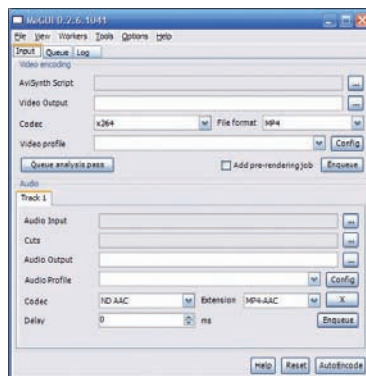 MeGUI 0.2.6.1041
File View Workers Tools Options Help
Input Queue Log
Video encoding
AviSynth Script ...
Video Output ...
Codec x264 File format MP4
Video profile Config
Queue analysis pass Add pre-rendering job Enqueue
Audio
Track 1
Audio Input ...
Cuts ...
Audio Output ...
Audio Profile Config
Codec ND AAC Extension MP4-AAC X
Delay 0 ms Enqueue
Help Reset AutoEncode